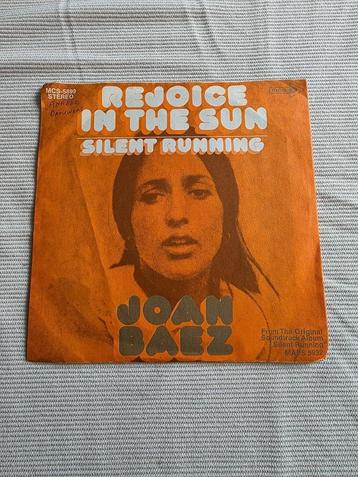 MCS-5899
STEREO
REJOICE
IN THE SUN
SILENT RUNNING
JOAN
BAEZ
From The Original
Soundtrack Album
Silent Running